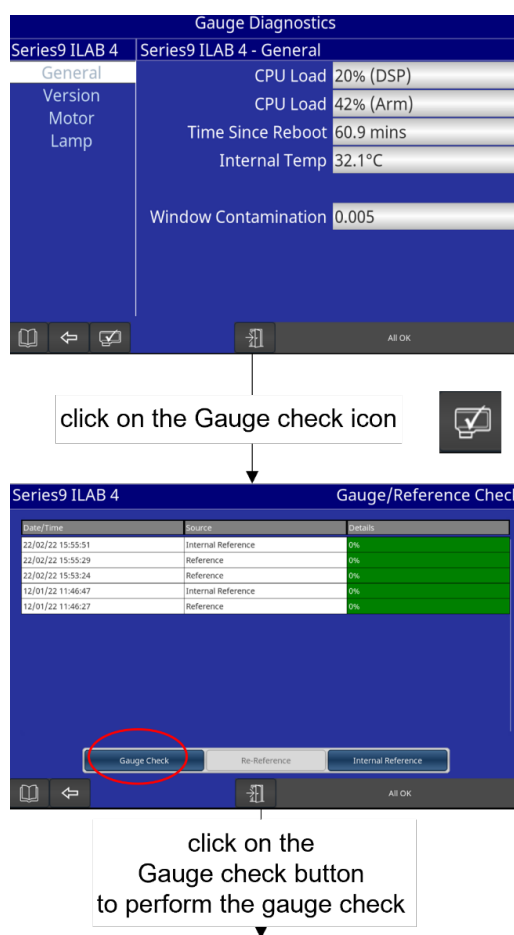 Gauge Diagnostics
Series9 ILAB 4
Series9 ILAB 4 - General
General
Version
Motor
Lamp
CPU Load 20% (DSP)
CPU Load 42% (Arm)
Time Since Reboot 60.9 mins
Internal Temp 32.1°C
Window Contamination 0.005
All OK
click on the Gauge check icon
Series9 ILAB 4 Gauge/Reference Chec
Date/Time Source Details
22/02/22 15:55:51 Internal Reference 0%
22/02/22 15:55:29 Reference 0%
22/02/22 15:53:24 Reference 0%
12/01/22 11:46:47 Internal Reference 0%
12/01/22 11:46:27 Reference 0%
Gauge Check Re-Reference Internal Reference
All OK
click on the
Gauge check button
to perform the gauge check